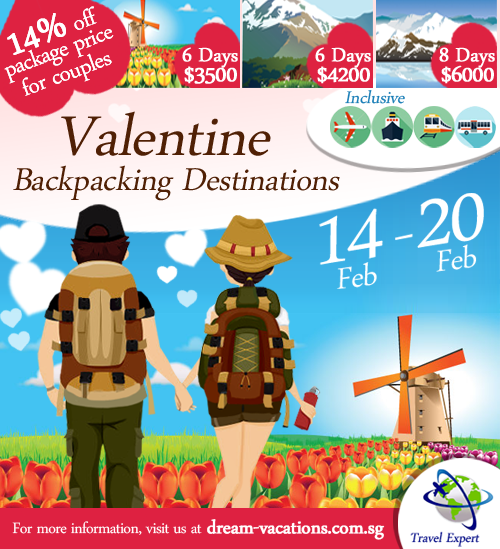 14% off
package price
for couples
6 Days
$3500
6 Days
$4200
8 Days
$6000
Inclusive
Valentine
Backpacking Destinations
14 - 20
Feb Feb
For more information, visit us at dream-vacations.com.sg
Travel Expert